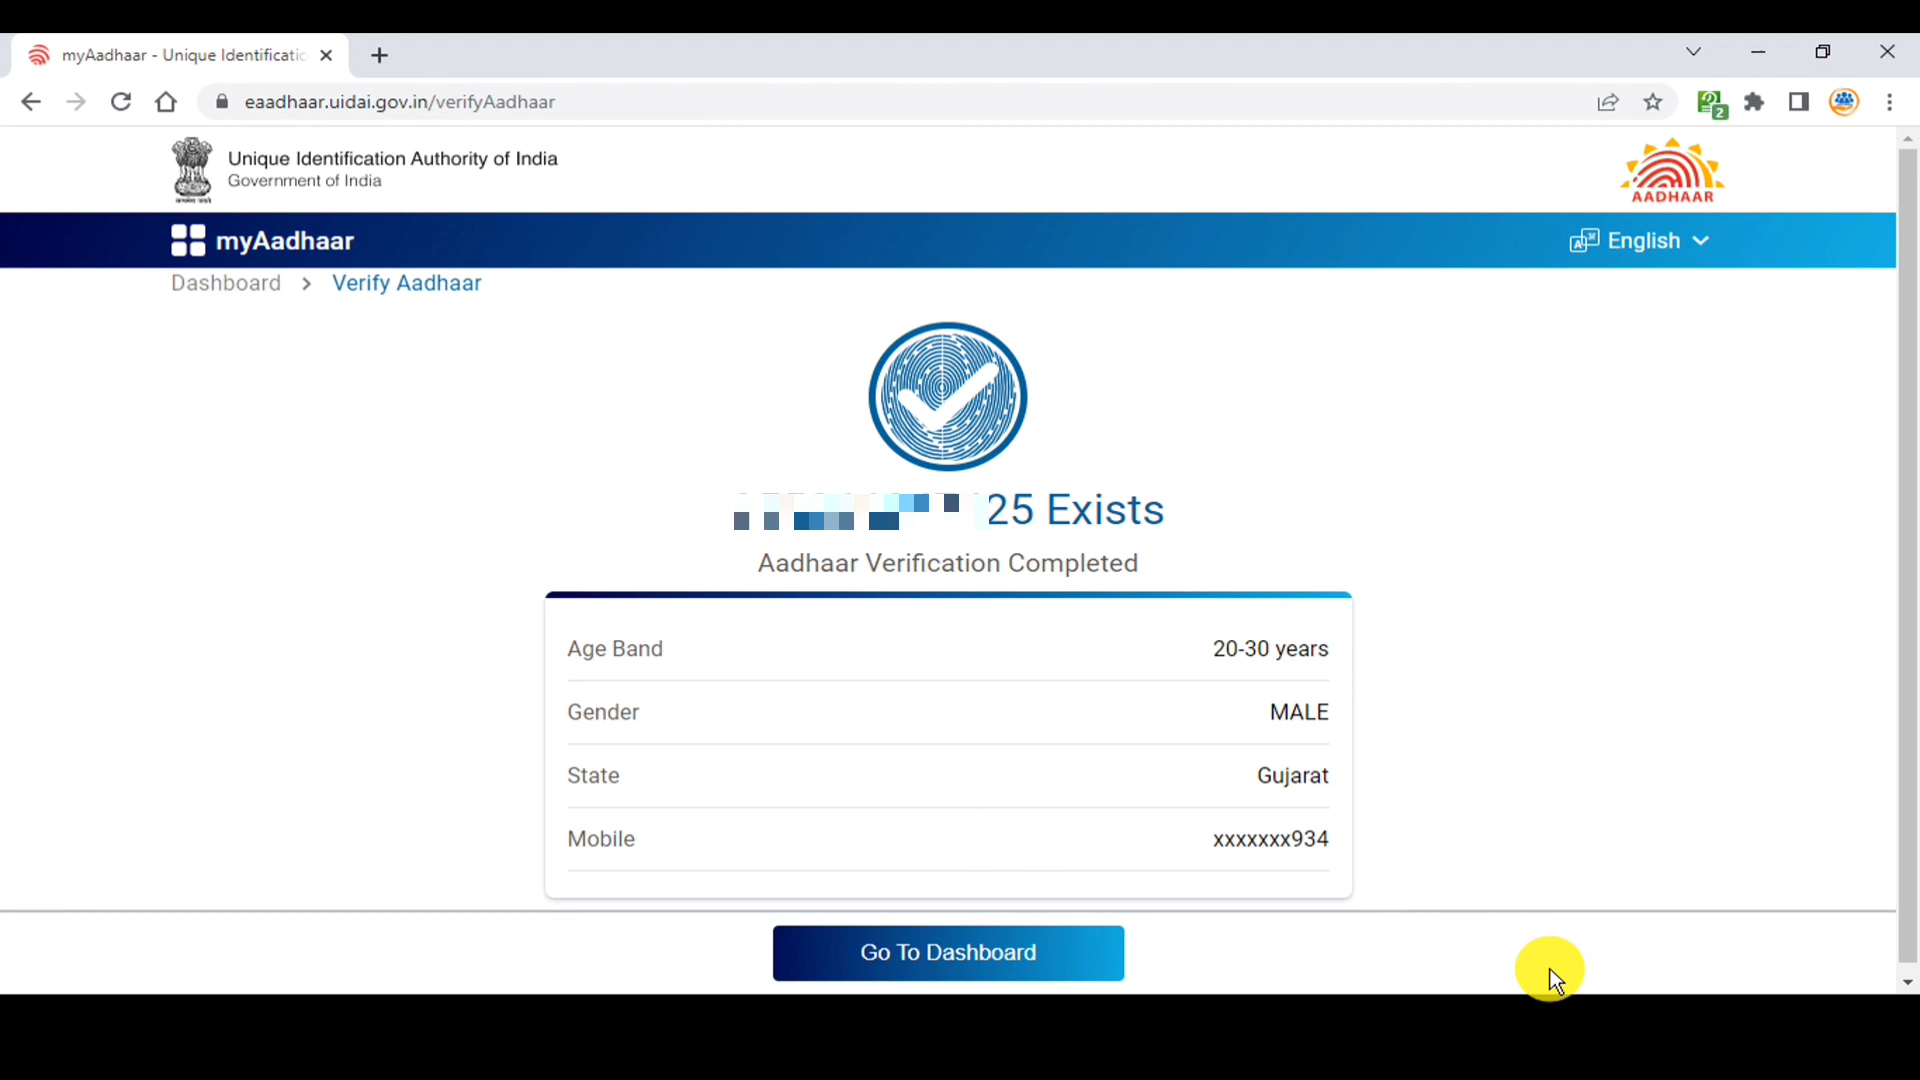 myAadhaar - Unique Identificatio
eaadhaar.uidai.gov.in/verifyAadhaar
2
Unique Identification Authority of India
Government of India
AADHAAR
myAadhaar
English
Dashboard > Verify Aadhaar
25 Exists
Aadhaar Verification Completed
Age Band 20-30 years
Gender MALE
State Gujarat
Mobile xxxxxxx934
Go To Dashboard